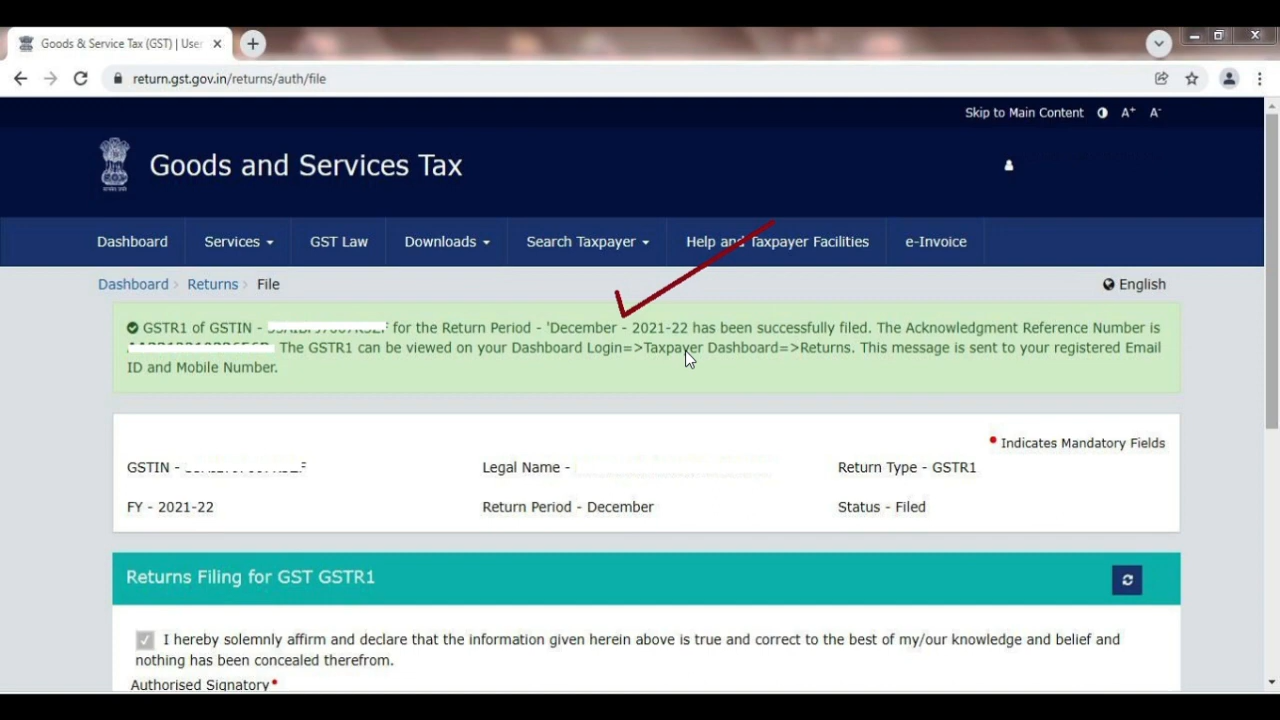 Goods & Service Tax (GST) | User
return.gst.gov.in/returns/auth/file
Skip to Main Content A+ A-
Goods and Services Tax
Dashboard Services GST Law Downloads Search Taxpayer Help and Taxpayer Facilities e-Invoice
Dashboard > Returns > File
English
GSTR1 of GSTIN - for the Return Period - 'December - 2021-22 has been successfully filed. The Acknowledgment Reference Number is
The GSTR1 can be viewed on your Dashboard Login=>Taxpayer Dashboard=>Returns. This message is sent to your registered Email
ID and Mobile Number.
• Indicates Mandatory Fields
GSTIN - Legal Name - Return Type - GSTR1
FY - 2021-22 Return Period - December Status - Filed
Returns Filing for GST GSTR1
I hereby solemnly affirm and declare that the information given herein above is true and correct to the best of my/our knowledge and belief and
nothing has been concealed therefrom.
Authorised Signatory•